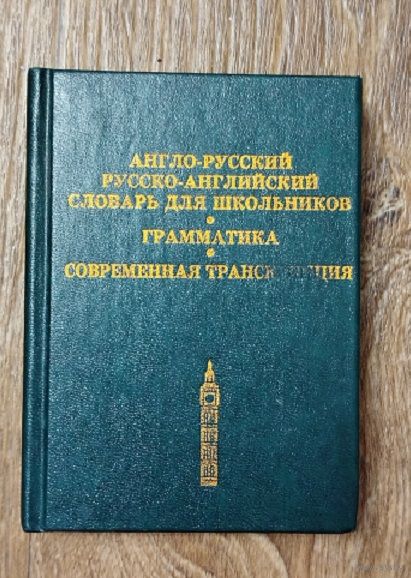 АНГЛО-РУССКИЙ
РУССКО-АНГЛИЙСКИЙ
СЛОВАРЬ ДЛЯ ШКОЛЬНИКОВ
•
ГРАММАТИКА
•
СОВРЕМЕННАЯ